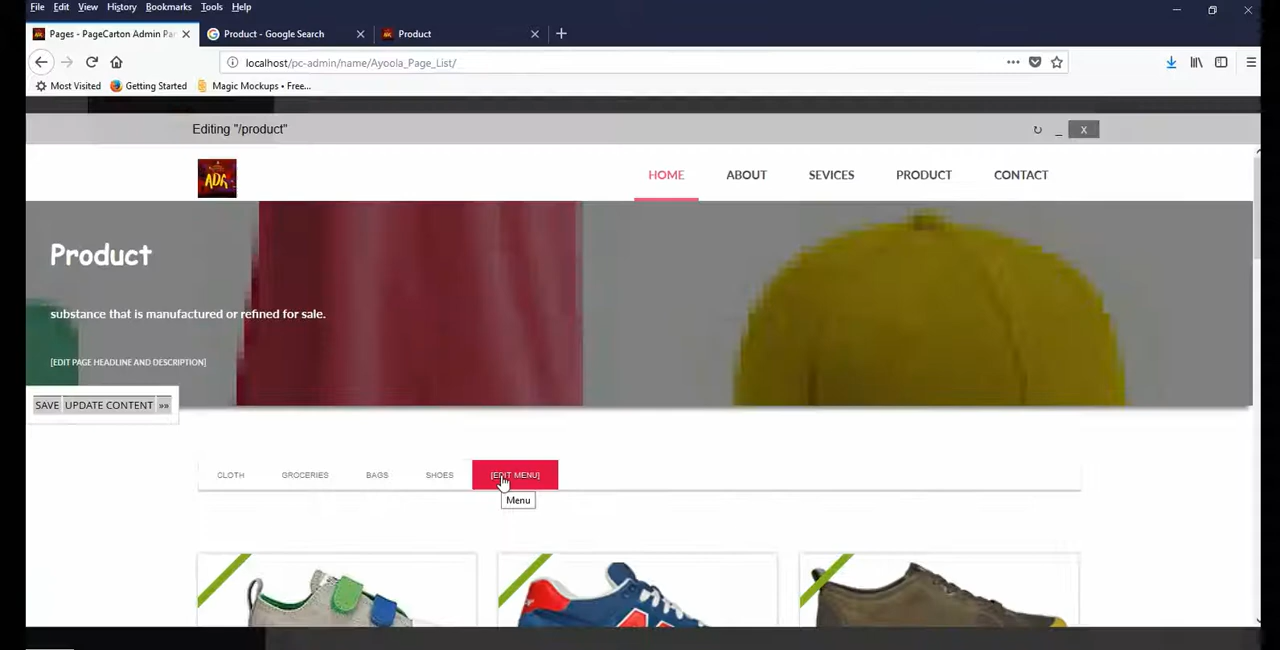 File Edit View History Bookmarks Tools Help
Pages - PageCarton Admin Pa
Product - Google Search
Product
localhost/pc-admin/name/Ayoola_Page_List/
Most Visited Getting Started Magic Mockups • Free...
Editing "/product"
X
ADK
HOME ABOUT SEVICES PRODUCT CONTACT
Product
substance that is manufactured or refined for sale.
[EDIT PAGE HEADLINE AND DESCRIPTION]
SAVE UPDATE CONTENT »»
CLOTH GROCERIES BAGS SHOES [EDIT MENU]
Menu